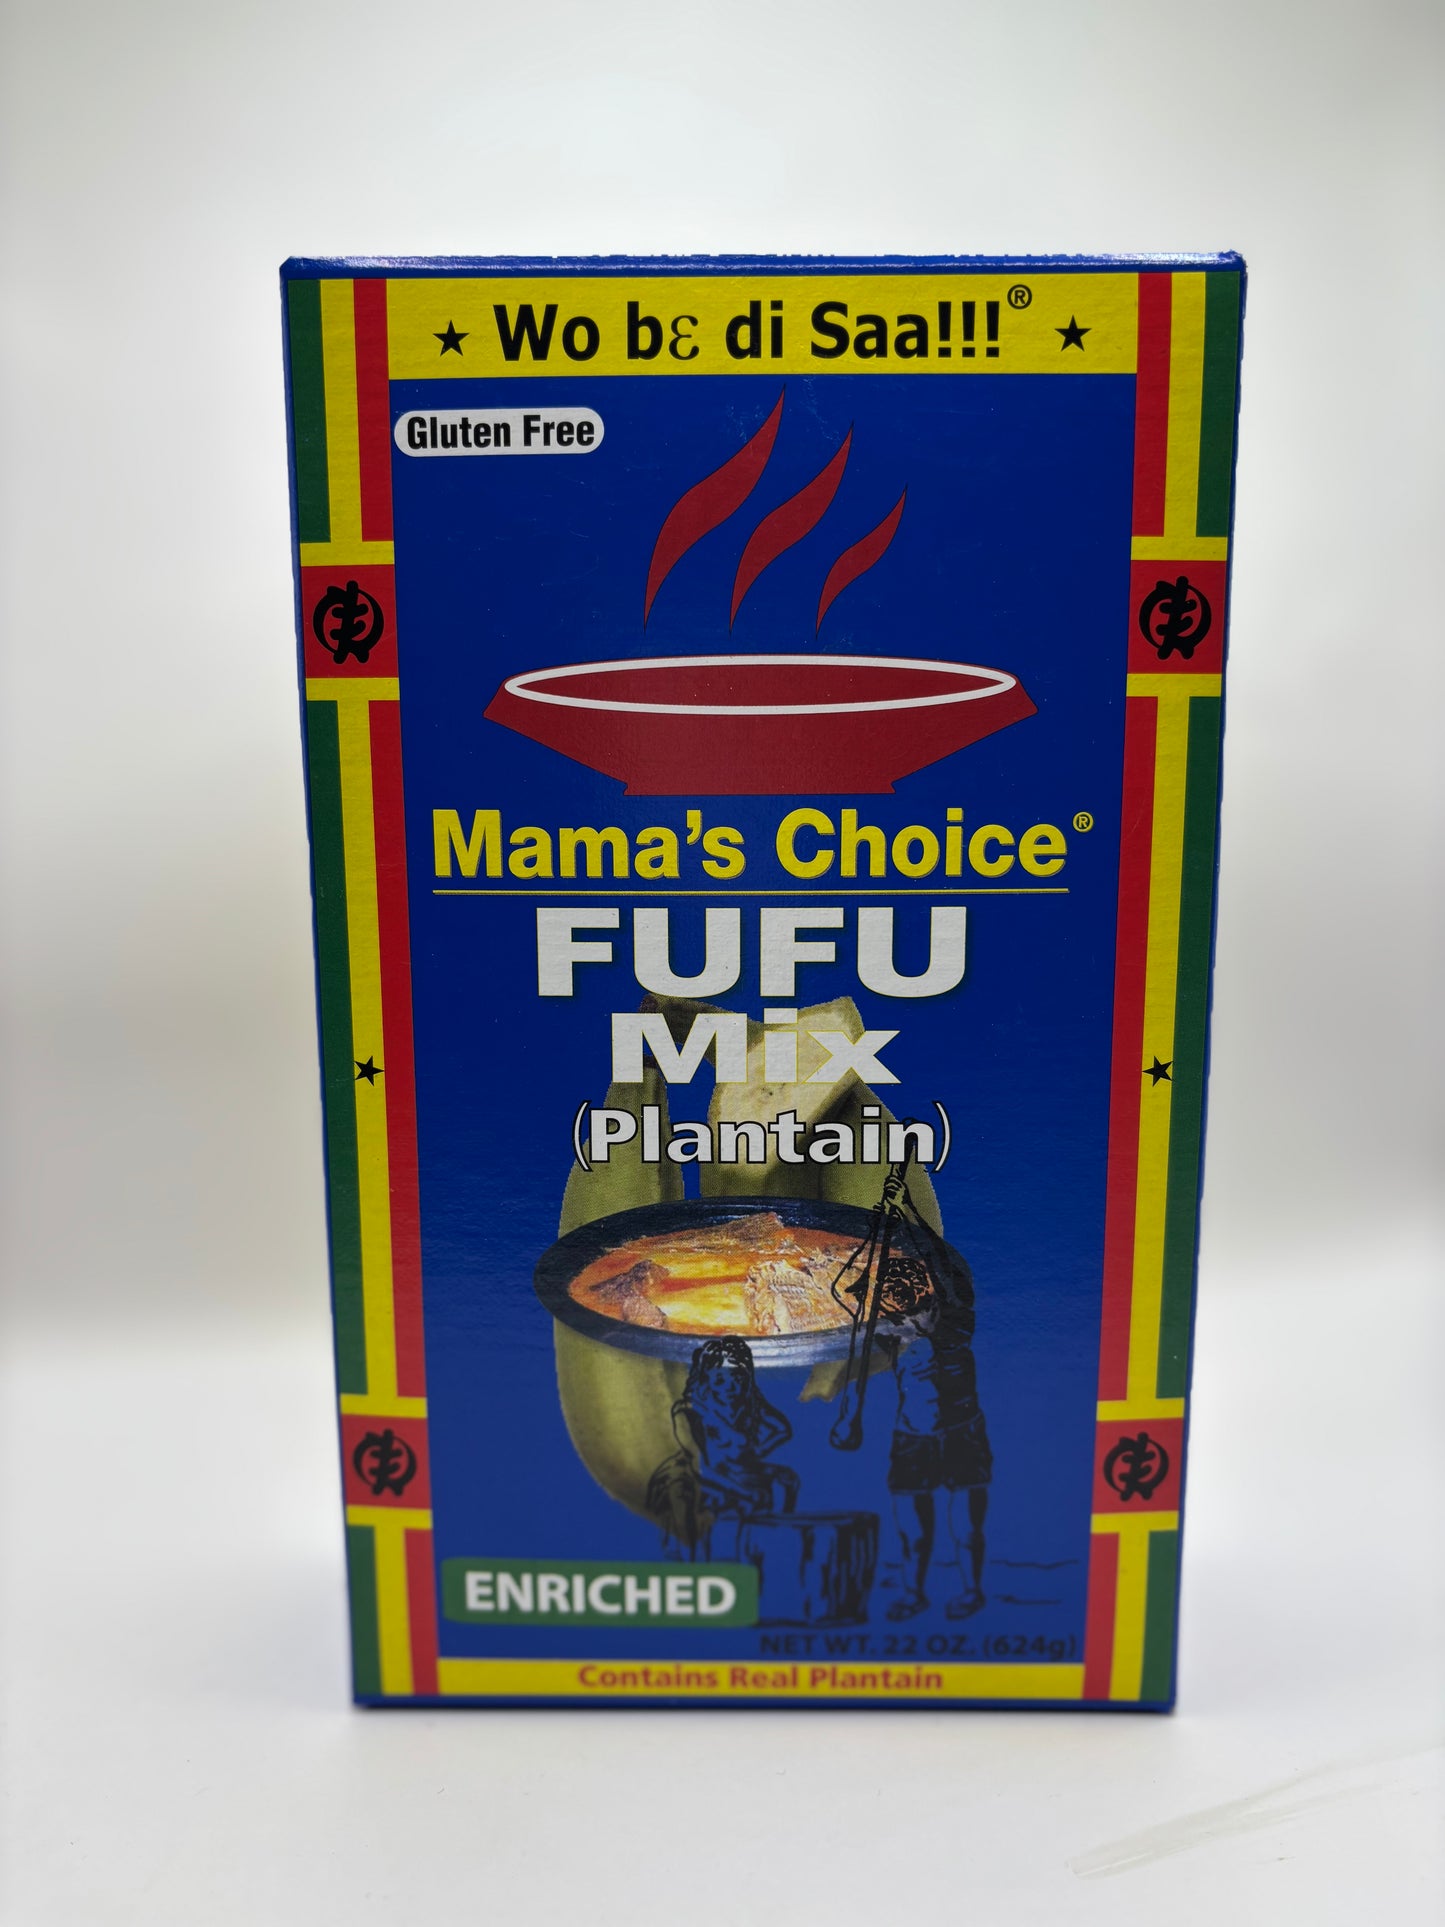 ★ Wo bɛ di Saa!!!® ★
Gluten Free
Mama's Choice®
FUFU
Mix
(Plantain)
ENRICHED
NET WT. 22 OZ. (624g)
Contains Real Plantain